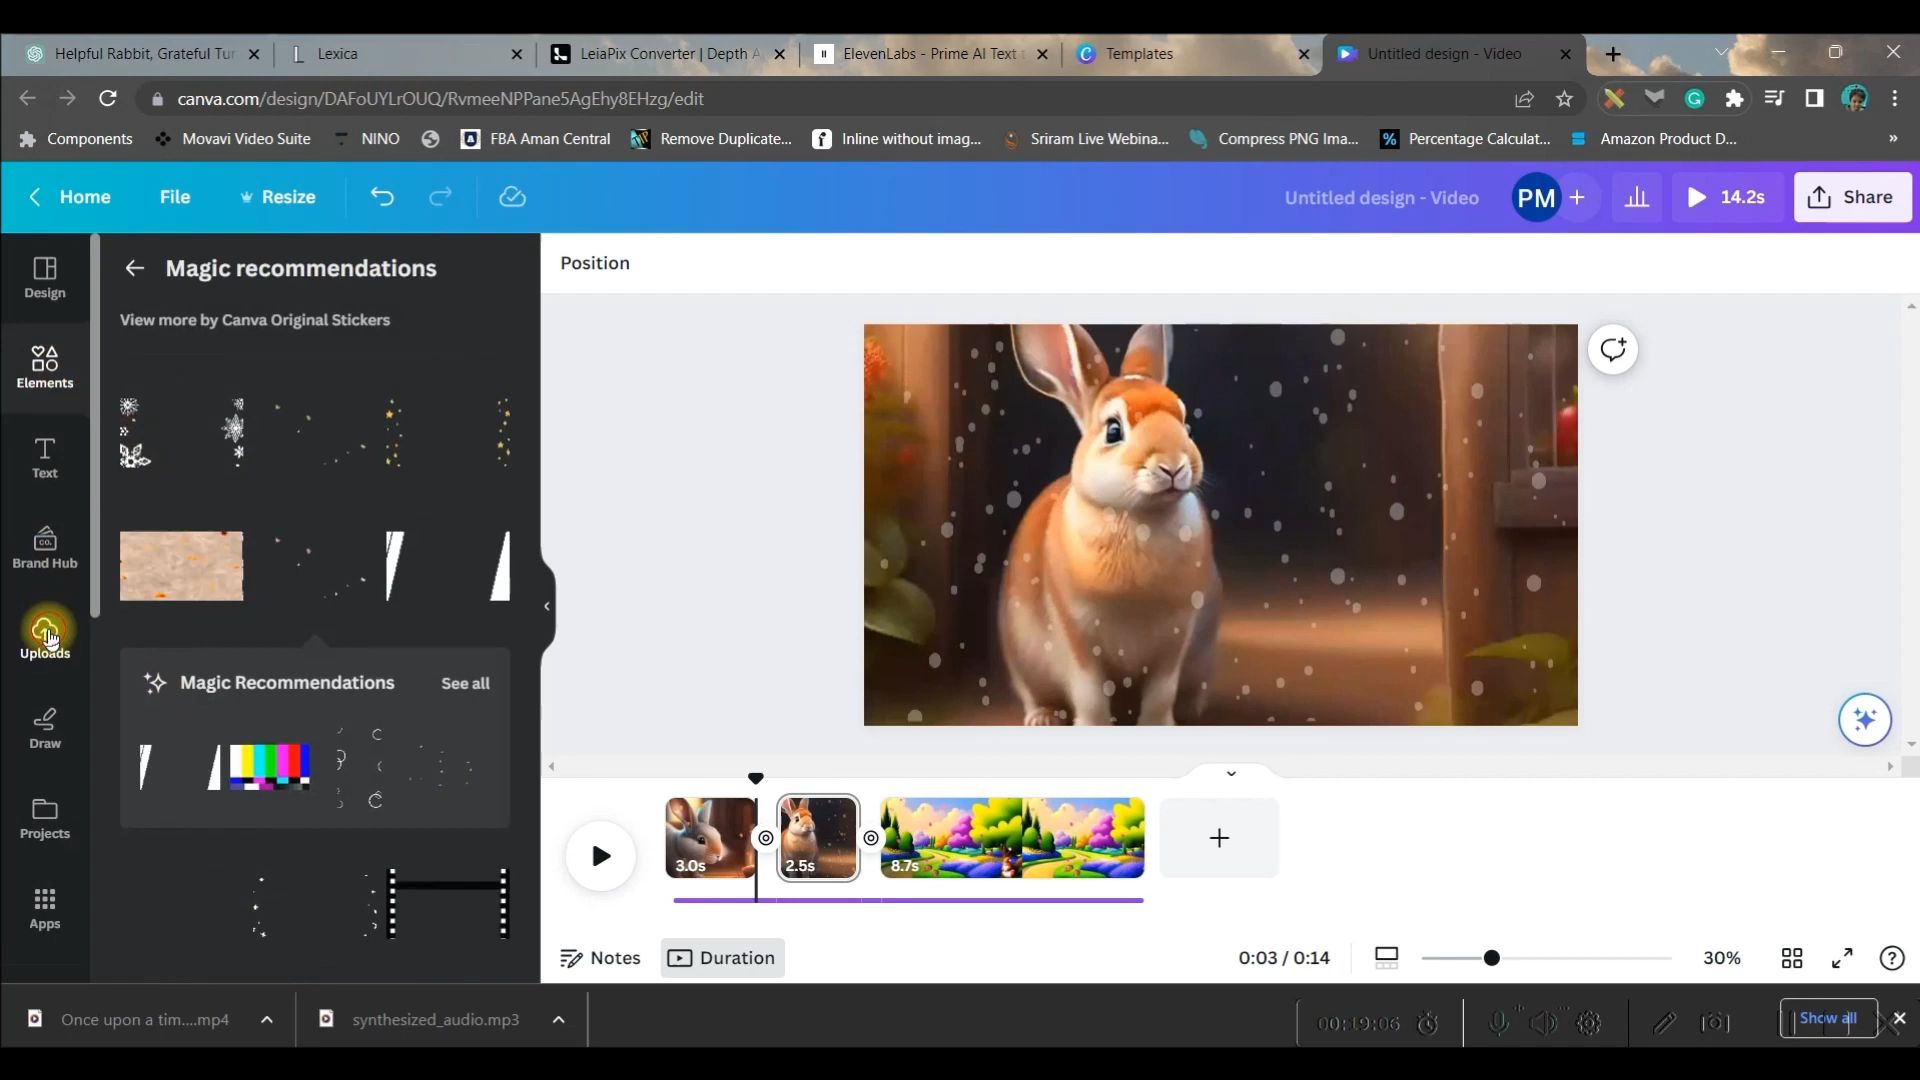 Helpful Rabbit, Grateful Tur
Lexica
LeiaPix Converter | Depth A
ElevenLabs - Prime AI Text t
Templates
Untitled design - Video
canva.com/design/DAFoUYLrOUQ/RvmeeNPPane5AgEhy8EHzg/edit
Components
Movavi Video Suite
NINO
FBA Aman Central
Remove Duplicate...
Inline without imag...
Sriram Live Webina...
Compress PNG Ima...
Percentage Calculat...
Amazon Product D...
»
Home
File
Resize
Untitled design - Video
PM
14.2s
Share
Design
Elements
Text
CO.
Brand Hub
Uploads
Draw
Projects
Apps
Magic recommendations
View more by Canva Original Stickers
Magic Recommendations
See all
Position
3.0s
2.5s
8.7s
Notes
Duration
0:03 / 0:14
30%
Once upon a tim....mp4
synthesized_audio.mp3
00:19:06
Show all